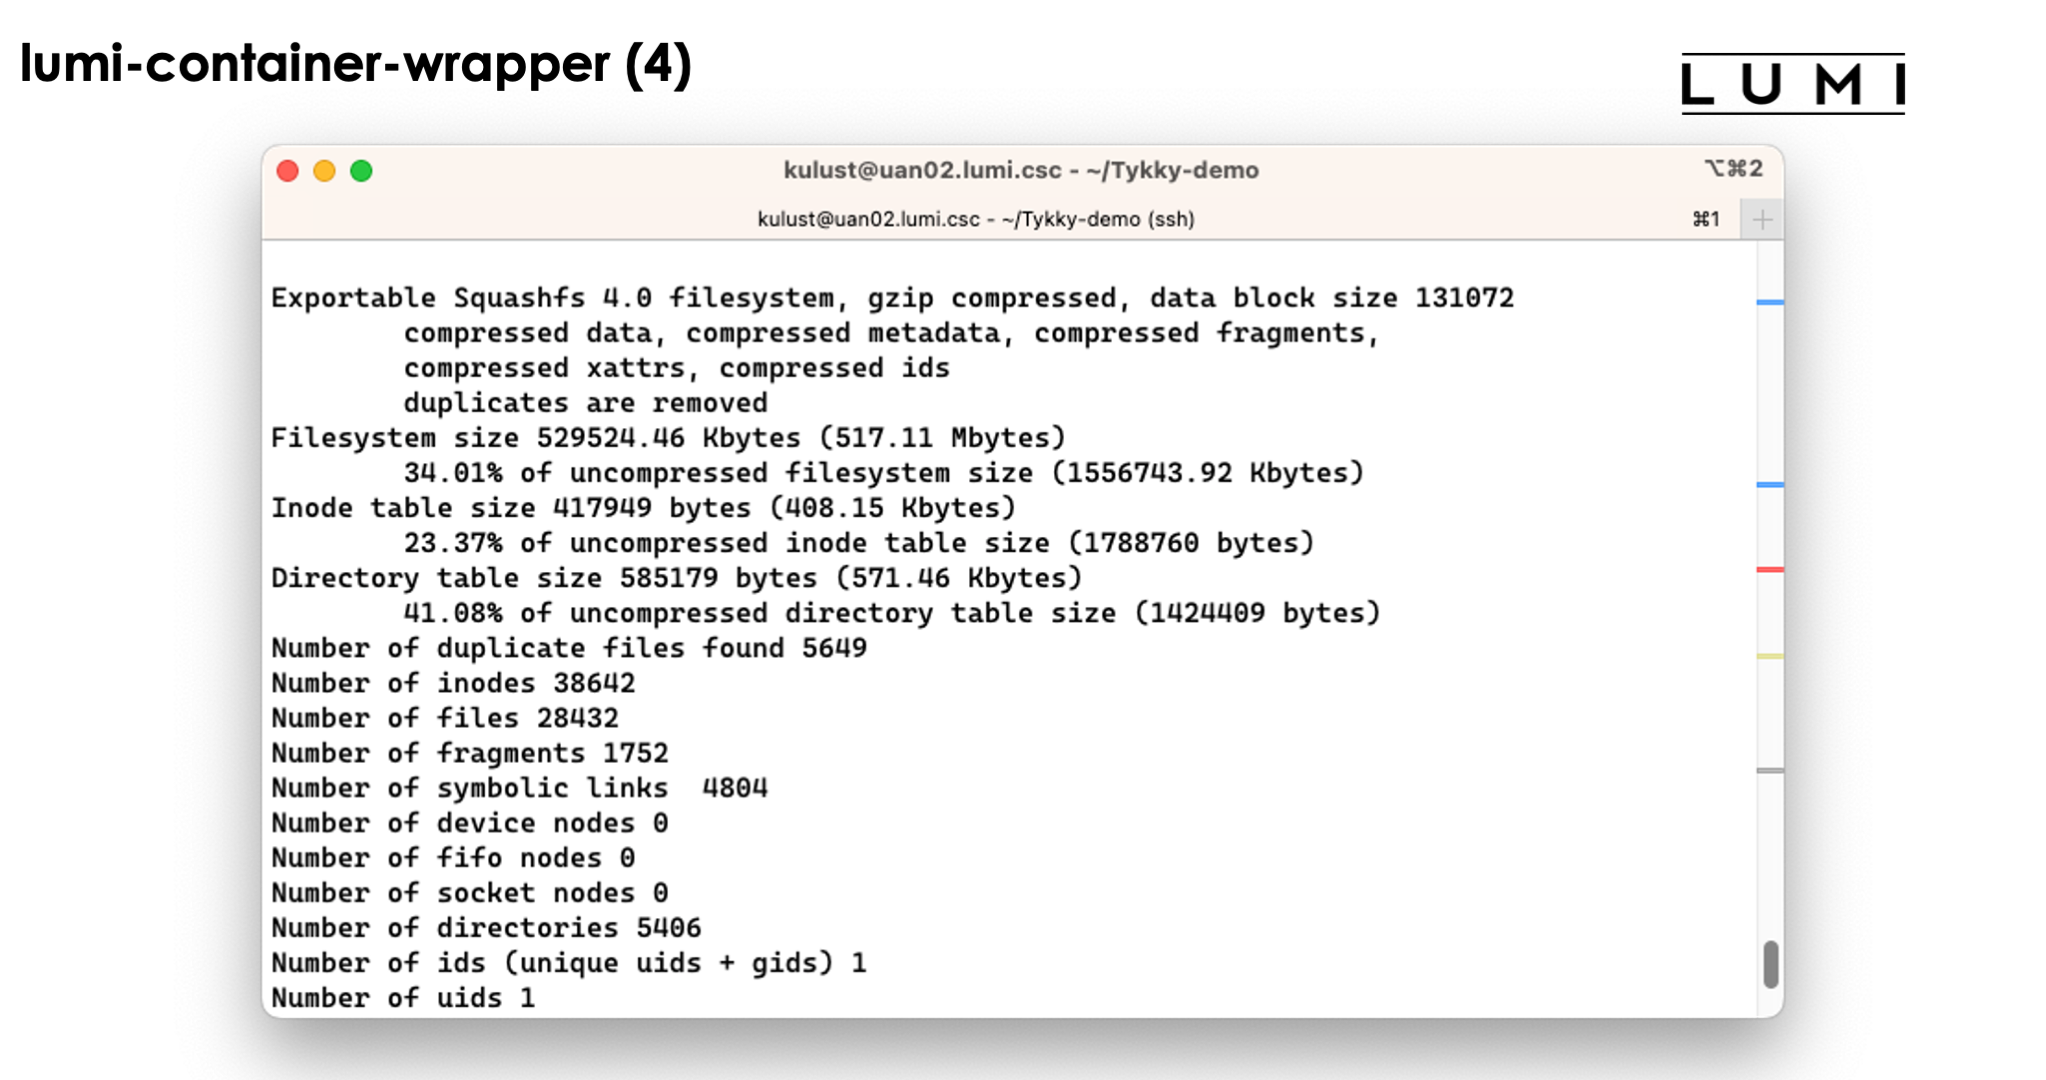 lumi-container-wrapper (4)
LUMI
kulust@uan02.lumi.csc - ~/Tykky-demo
⌥⌘2
kulust@uan02.lumi.csc - ~/Tykky-demo (ssh)
⌘1
+
Exportable Squashfs 4.0 filesystem, gzip compressed, data block size 131072
        compressed data, compressed metadata, compressed fragments,
        compressed xattrs, compressed ids
        duplicates are removed
Filesystem size 529524.46 Kbytes (517.11 Mbytes)
        34.01% of uncompressed filesystem size (1556743.92 Kbytes)
Inode table size 417949 bytes (408.15 Kbytes)
        23.37% of uncompressed inode table size (1788760 bytes)
Directory table size 585179 bytes (571.46 Kbytes)
        41.08% of uncompressed directory table size (1424409 bytes)
Number of duplicate files found 5649
Number of inodes 38642
Number of files 28432
Number of fragments 1752
Number of symbolic links  4804
Number of device nodes 0
Number of fifo nodes 0
Number of socket nodes 0
Number of directories 5406
Number of ids (unique uids + gids) 1
Number of uids 1